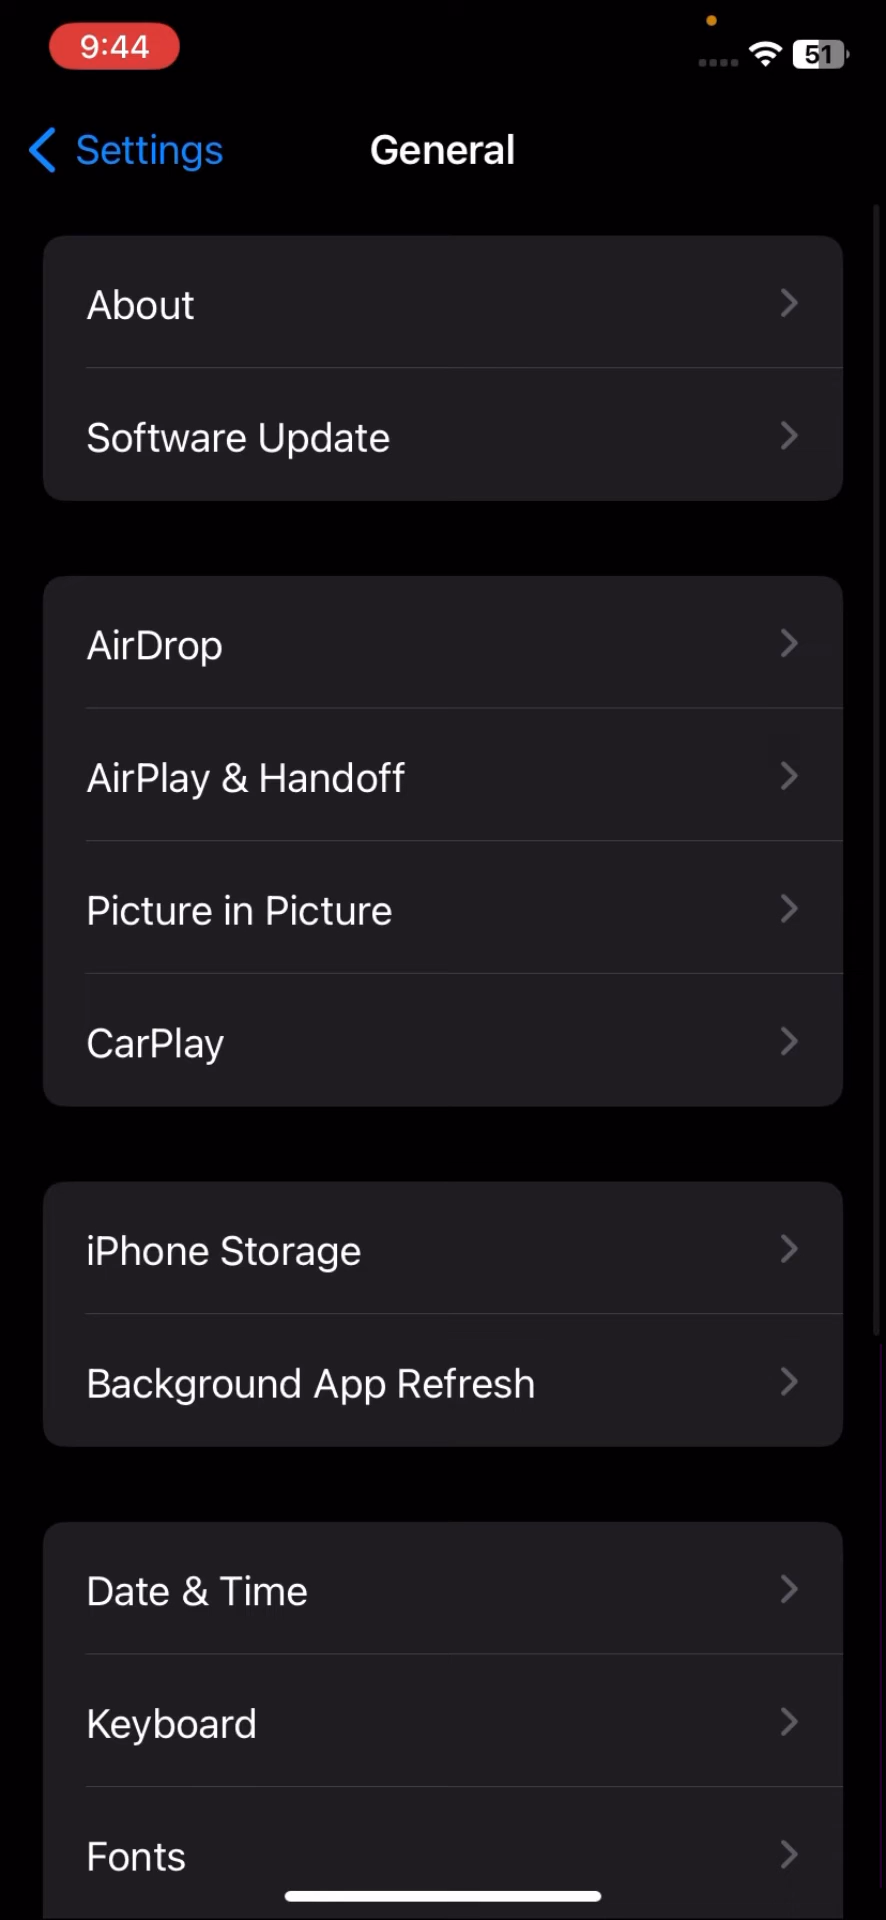 9:44
51
Settings
General
About
Software Update
AirDrop
AirPlay & Handoff
Picture in Picture
CarPlay
iPhone Storage
Background App Refresh
Date & Time
Keyboard
Fonts